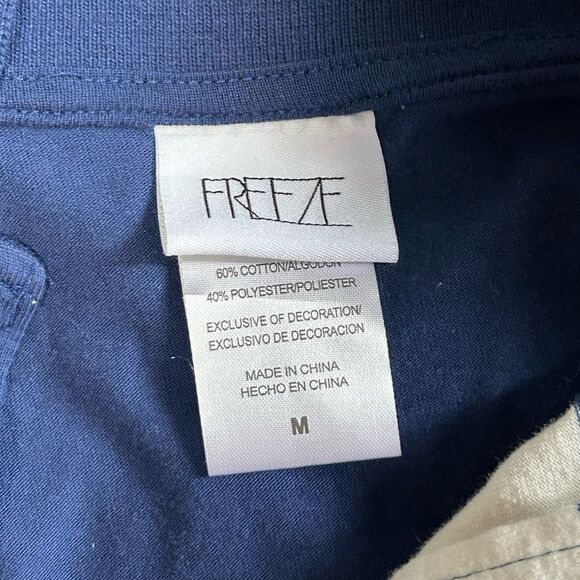 FREEZE
60% COTTON/ALGODON
40% POLYESTER/POLIESTER
EXCLUSIVE OF DECORATION/
EXCLUSIVO DE DECORACION
MADE IN CHINA
HECHO EN CHINA
M